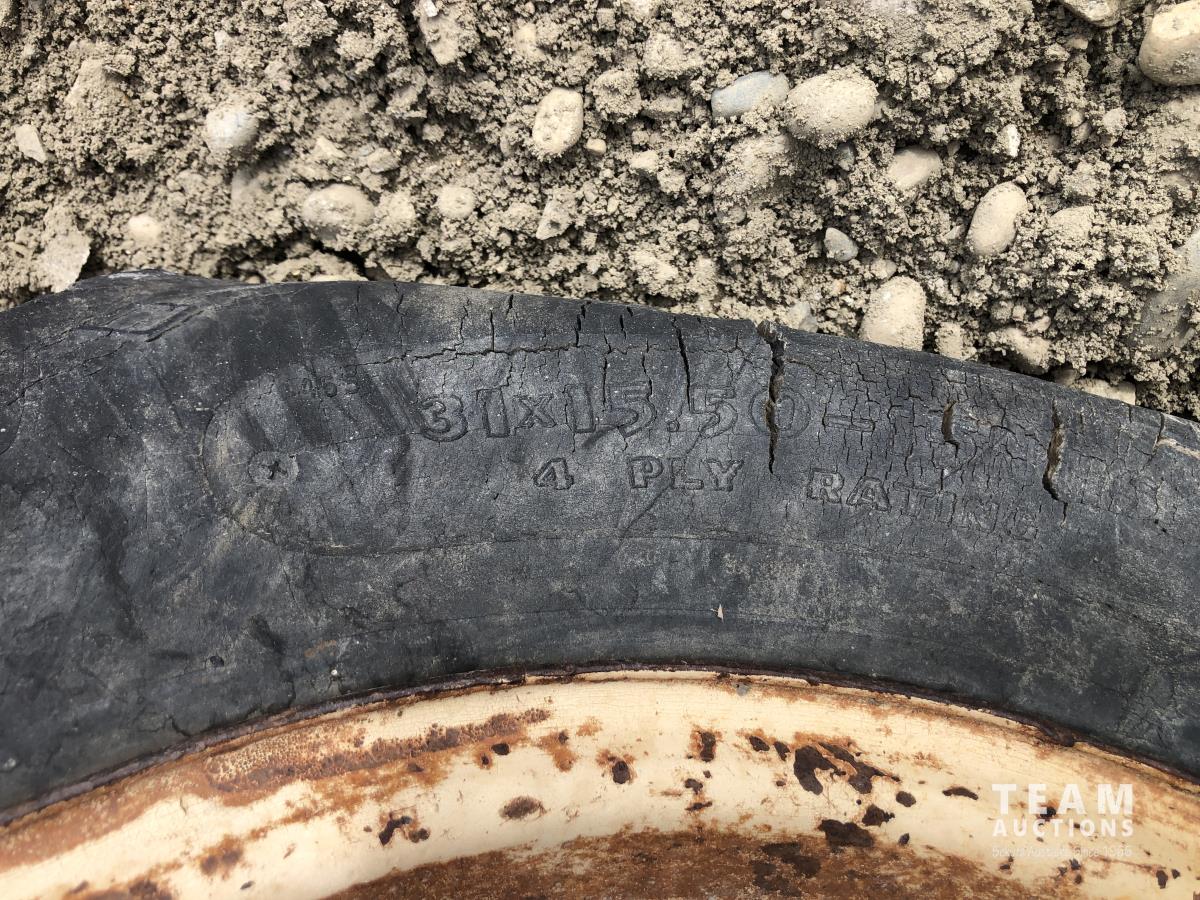 31x15.50-
4 PLY RATING
TEAM
AUCTIONS